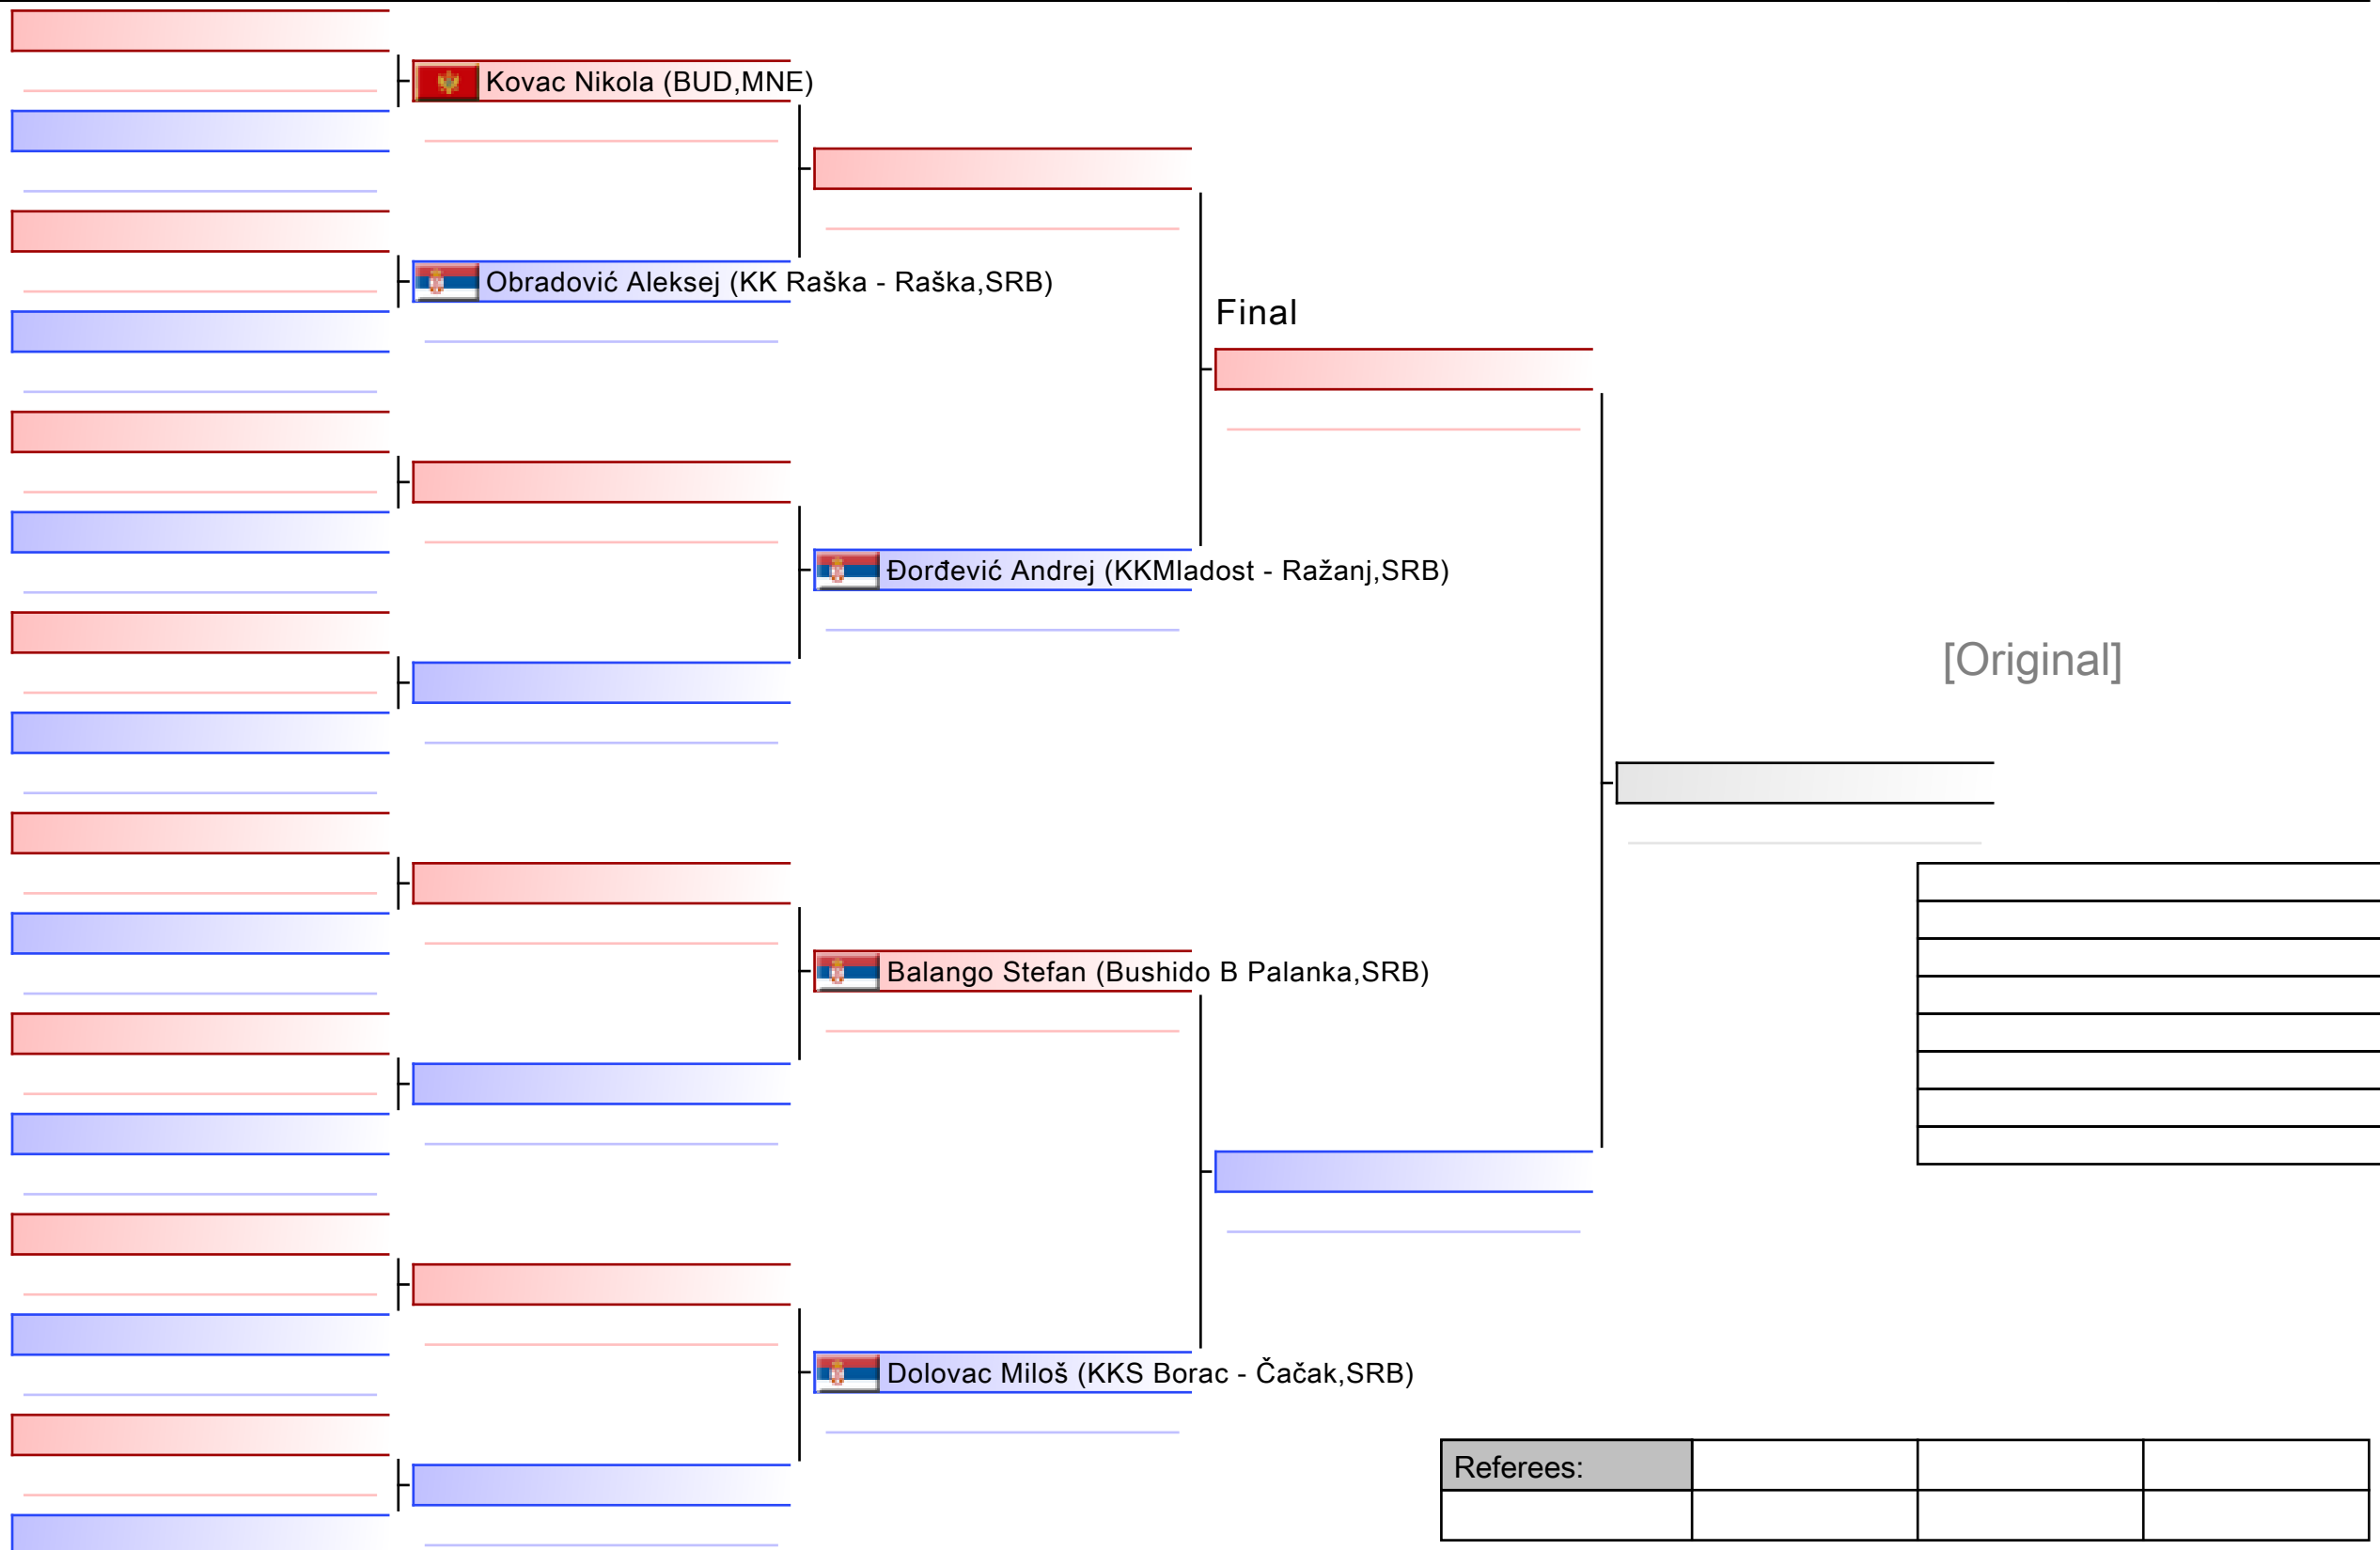 Kovac Nikola (BUD,MNE)
Obradović Aleksej (KK Raška - Raška,SRB)
Final
Đorđević Andrej (KKMladost - Ražanj,SRB)
[Original]
Balango Stefan (Bushido B Palanka,SRB)
Dolovac Miloš (KKS Borac - Čačak,SRB)
Referees: